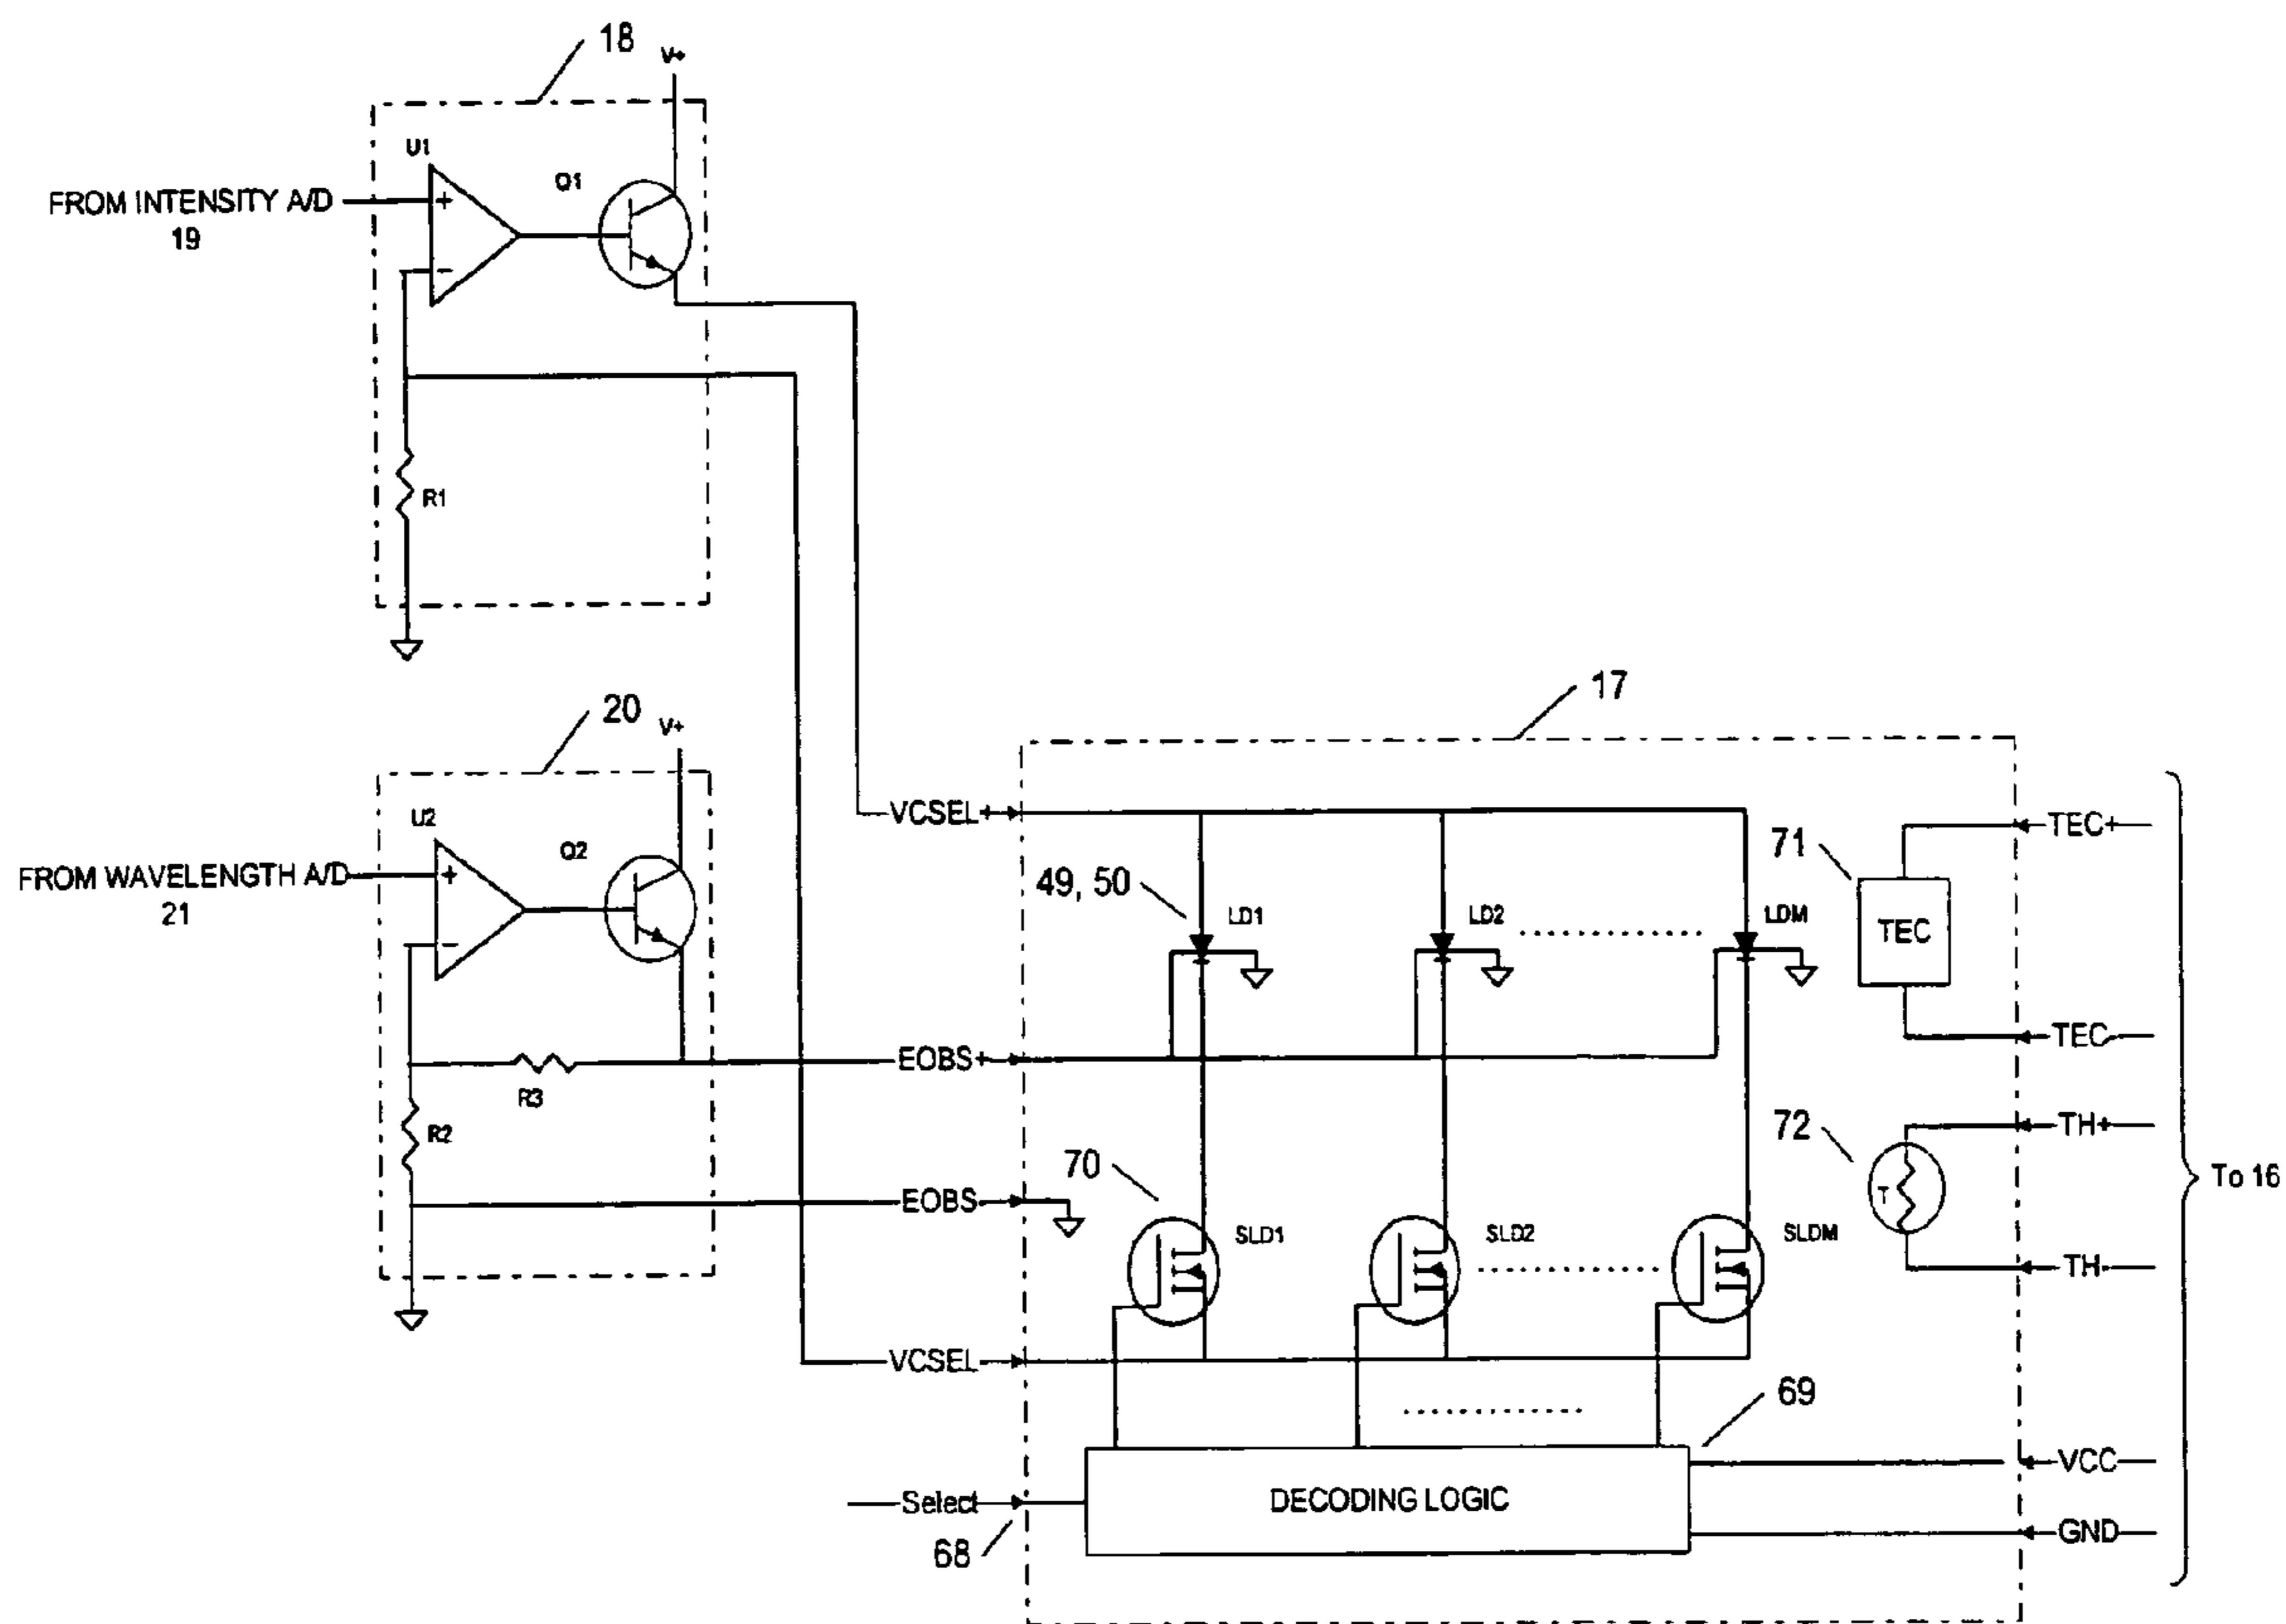 18
V+
U1
Q1
FROM INTENSITY A/D
19
+
-
R1
20
V+
U2
Q2
FROM WAVELENGTH A/D
21
+
-
R3
R2
17
VCSEL+
49, 50
LD1
LD2
LDM
71
TEC
TEC+
TEC-
EOBS+
EOBS-
70
SLD1
SLD2
SLDM
72
T
TH+
TH-
To 16
VCSEL-
69
DECODING LOGIC
Select
68
VCC
GND